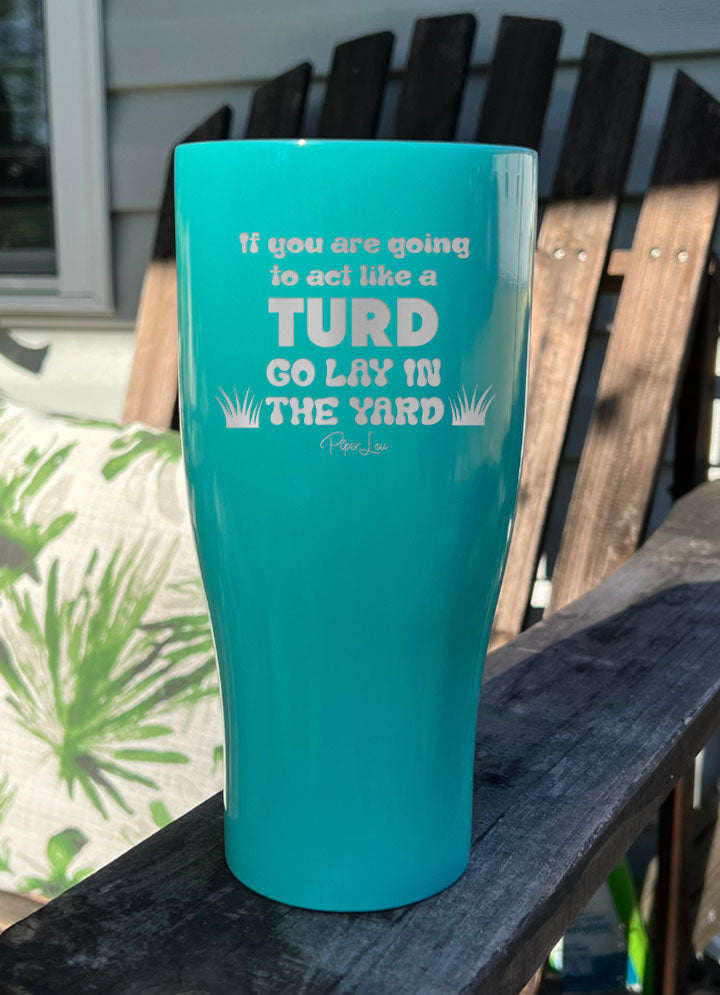 If you are going
to act like a
TURD
GO LAY IN
THE YARD
Piper Lou